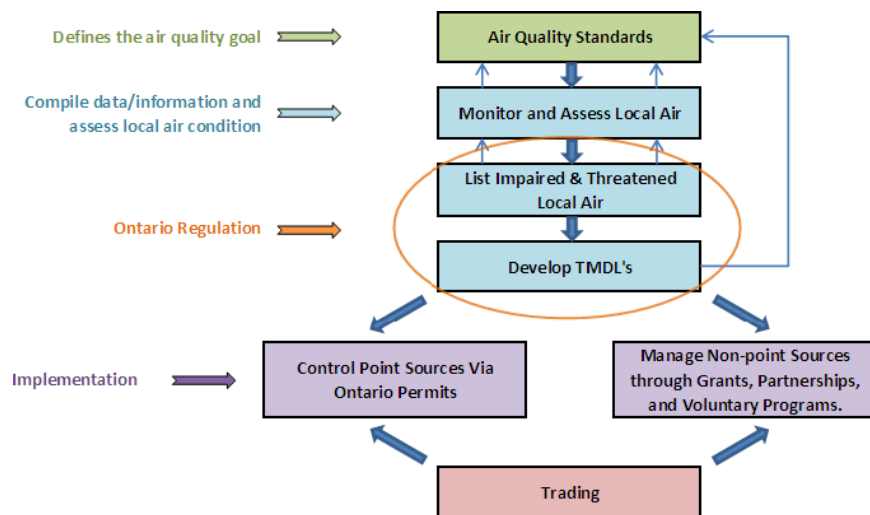 Defines the air quality goal
Air Quality Standards
Compile data/information and
assess local air condition
Monitor and Assess Local Air
List Impaired & Threatened
Local Air
Ontario Regulation
Develop TMDL's
Implementation
Control Point Sources Via
Ontario Permits
Manage Non-point Sources
through Grants, Partnerships,
and Voluntary Programs.
Trading